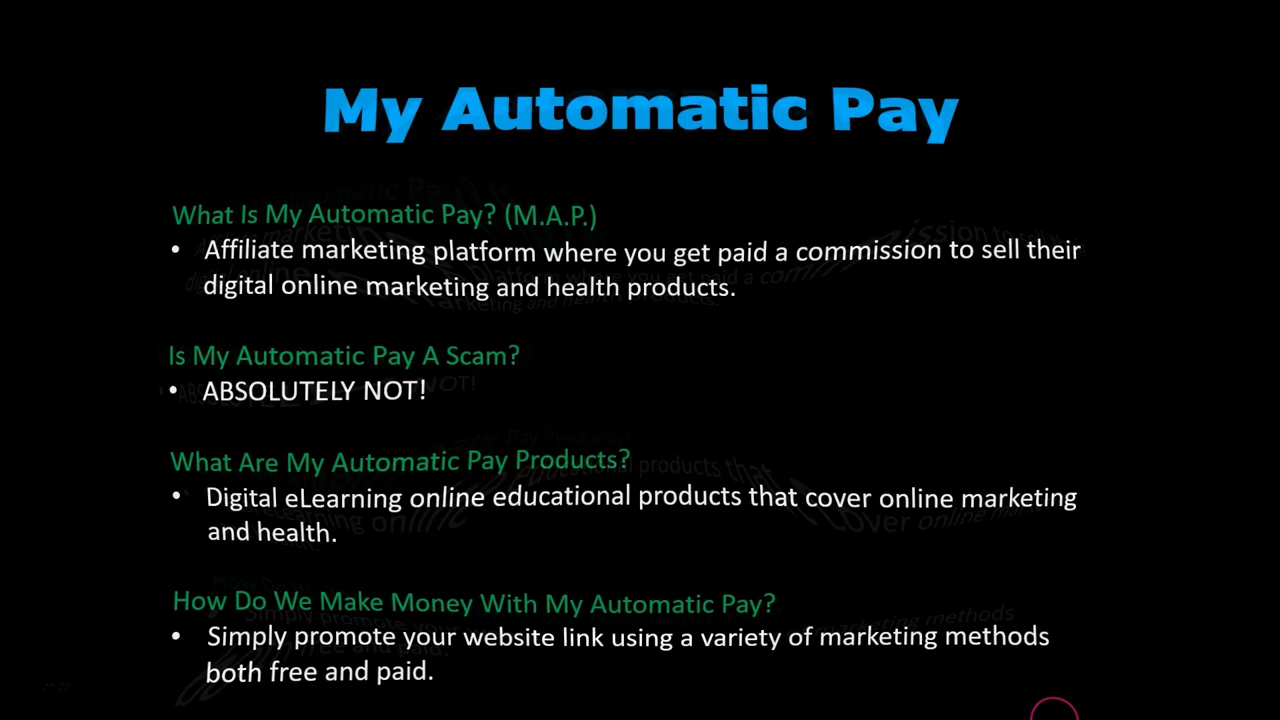 My Automatic Pay
What Is My Automatic Pay? (M.A.P.)
• Affiliate marketing platform where you get paid a commission to sell their
digital online marketing and health products.
Is My Automatic Pay A Scam?
• ABSOLUTELY NOT!
What Are My Automatic Pay Products?
• Digital eLearning online educational products that cover online marketing
and health.
How Do We Make Money With My Automatic Pay?
• Simply promote your website link using a variety of marketing methods
both free and paid.